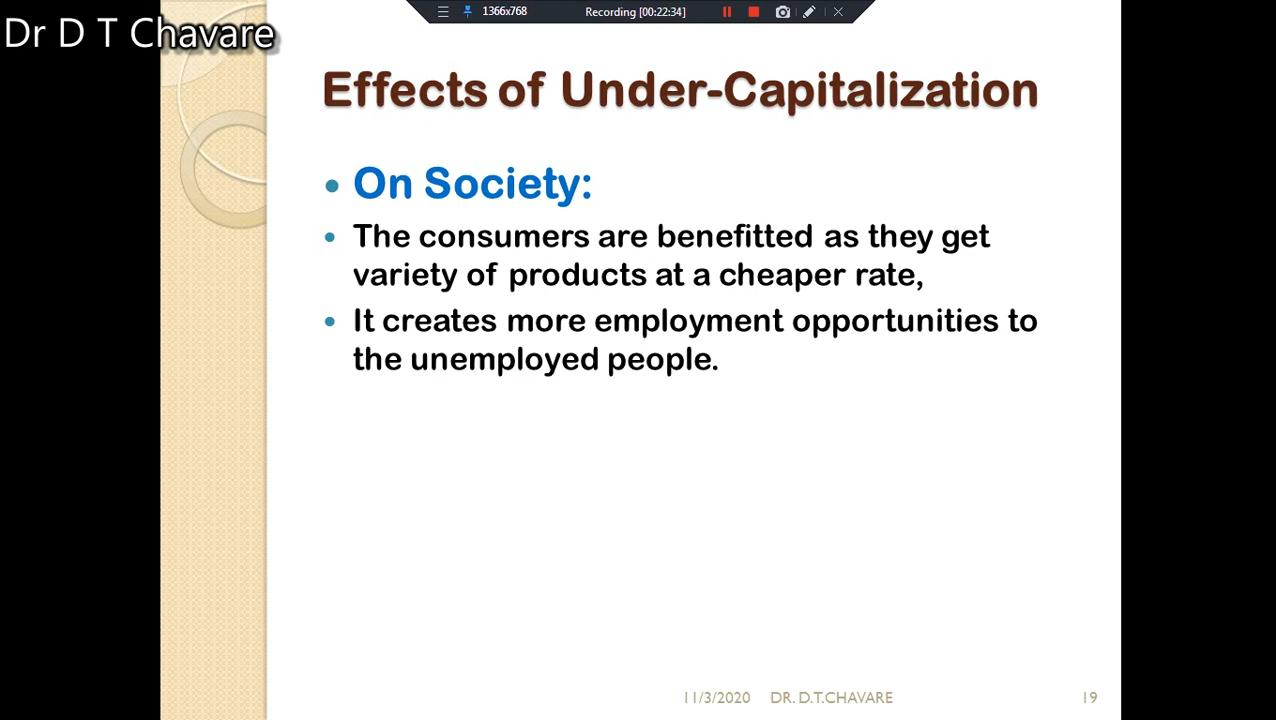 1366x768 Recording [00:22:34]
Dr D T Chavare
Effects of Under-Capitalization
• On Society:
• The consumers are benefitted as they get
variety of products at a cheaper rate,
• It creates more employment opportunities to
the unemployed people.
11/3/2020 DR. D.T.CHAVARE 19